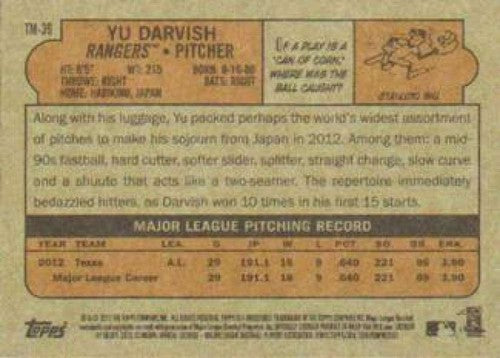 TM-36
YU DARVISH
RANGERS™ • PITCHER
HT: 6'5" WT: 215 BORN: 8-16-86
THROWS: RIGHT BATS: RIGHT
HOME: HABIKINO, JAPAN
IF A PLAY IS A
"CAN OF CORN,"
WHERE WAS THE
BALL CAUGHT?
Along with his luggage, Yu packed perhaps the world's widest assortment
of pitches to make his sojourn from Japan in 2012. Among them: a mid-
90s fastball, hard cutter, softer slider, splitter, straight change, slow curve
and a shuuto that acts like a two-seamer. The repertoire immediately
bedazzled hitters, as Darvish won 10 times in his first 15 starts.
MAJOR LEAGUE PITCHING RECORD
YEAR TEAM LEA. G IP W L PCT. SO BB ERA
2012 Texas A.L. 29 191.1 16 9 .640 221 89 3.90
Major League Career 29 191.1 16 9 .640 221 89 3.90
Topps